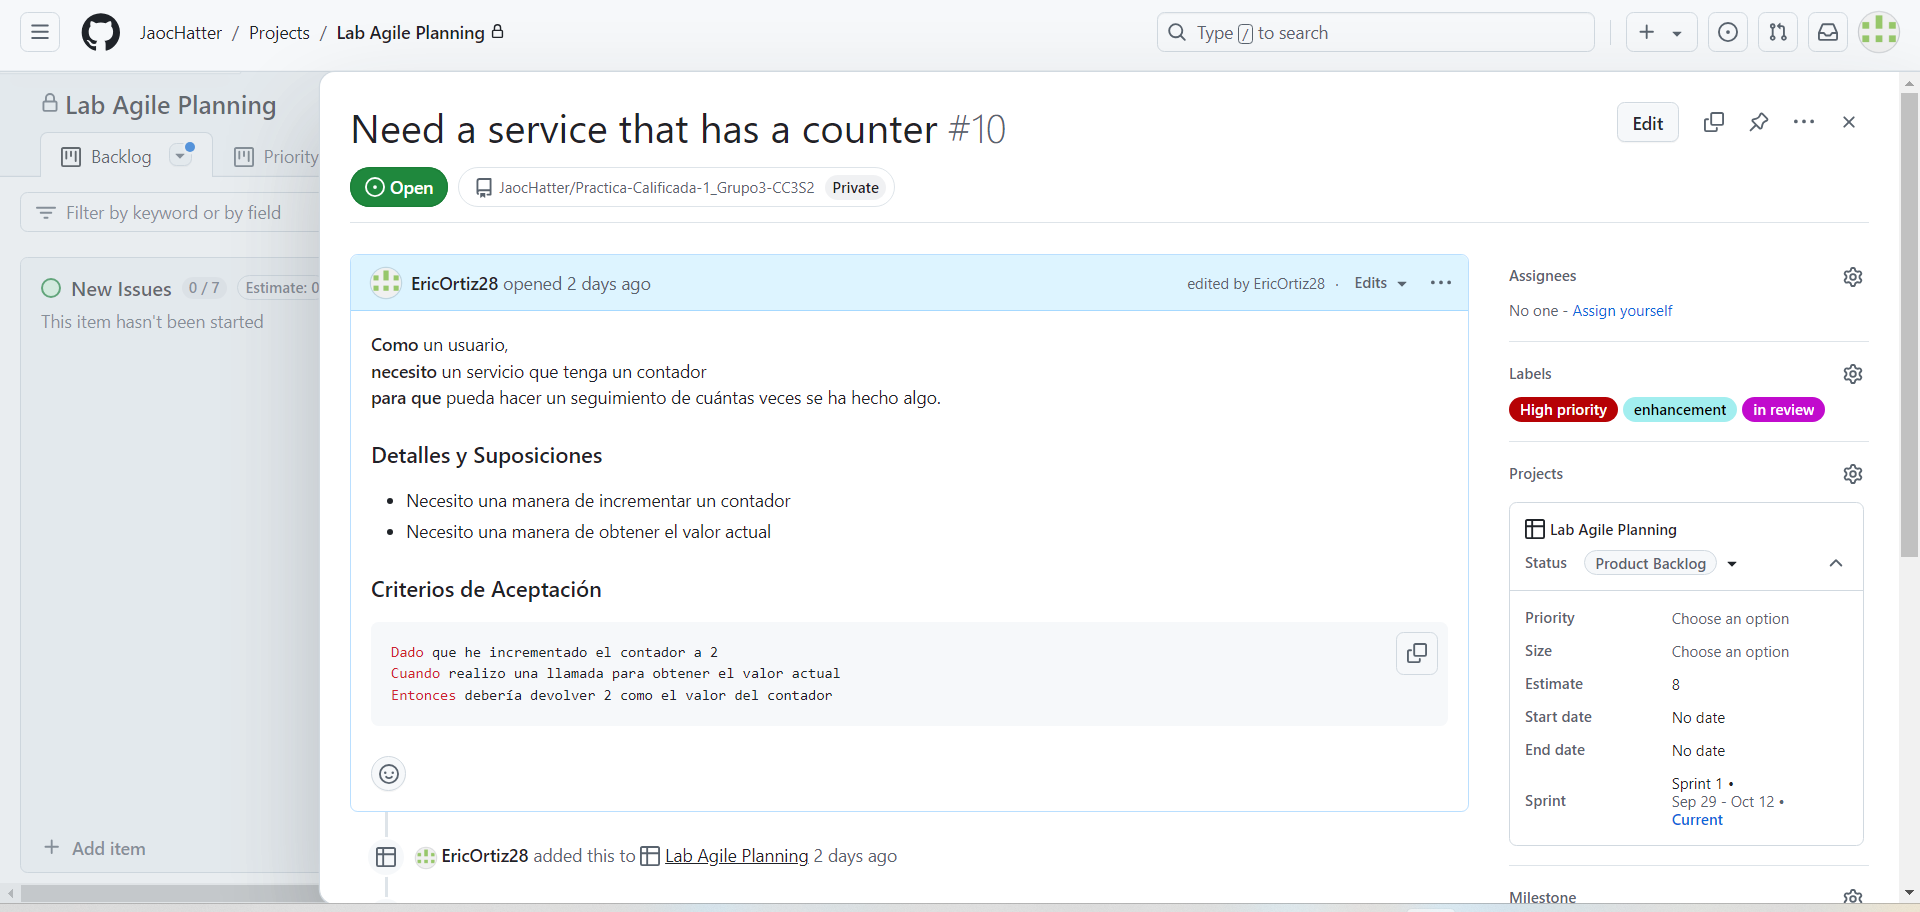 JaocHatter / Projects / Lab Agile Planning
Type / to search
Lab Agile Planning
Backlog
Priority
Filter by keyword or by field
New Issues 0 / 7 Estimate: 0
This item hasn't been started
Add item
Need a service that has a counter #10
Edit
Open
JaocHatter/Practica-Calificada-1_Grupo3-CC3S2 Private
EricOrtiz28 opened 2 days ago
edited by EricOrtiz28 · Edits
Como un usuario,
necesito un servicio que tenga un contador
para que pueda hacer un seguimiento de cuántas veces se ha hecho algo.
Detalles y Suposiciones
• Necesito una manera de incrementar un contador
• Necesito una manera de obtener el valor actual
Criterios de Aceptación
Dado que he incrementado el contador a 2
Cuando realizo una llamada para obtener el valor actual
Entonces debería devolver 2 como el valor del contador
EricOrtiz28 added this to Lab Agile Planning 2 days ago
Assignees
No one - Assign yourself
Labels
High priority enhancement in review
Projects
Lab Agile Planning
Status Product Backlog
Priority Choose an option
Size Choose an option
Estimate 8
Start date No date
End date No date
Sprint Sprint 1 •
Sep 29 - Oct 12 •
Current
Milestone